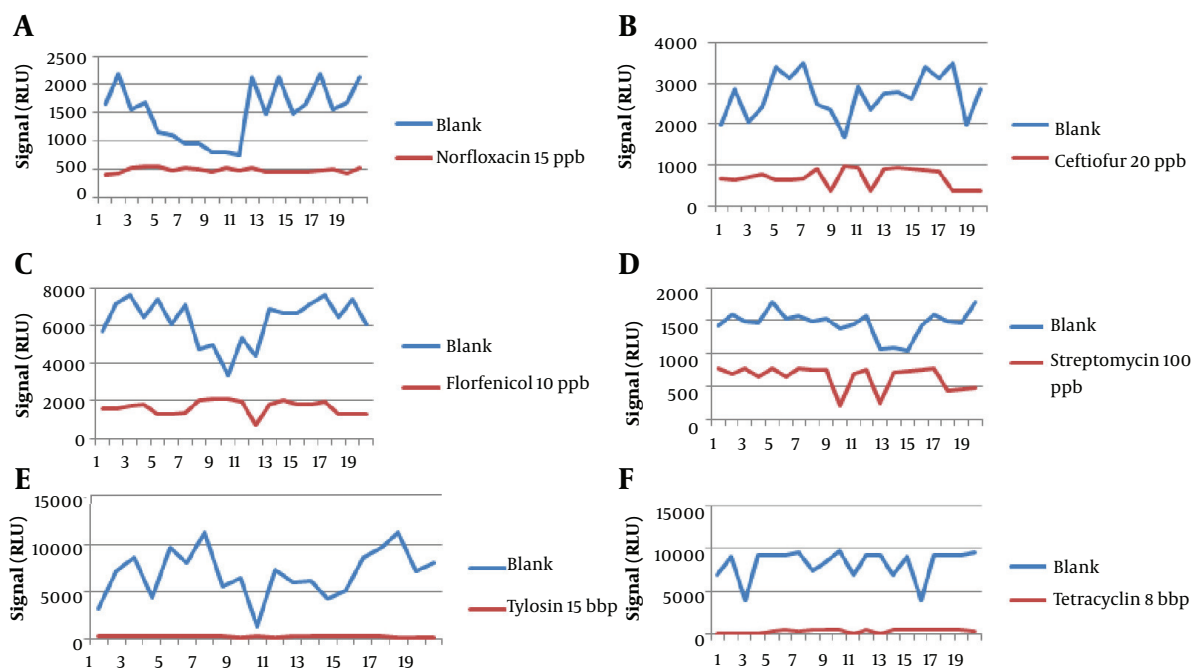 A
Signal (RLU)
2500
2000
1500
1000
500
0
1 3 5 7 9 11 13 15 17 19
Blank
Norfloxacin 15 ppb
B
Signal (RLU)
4000
3000
2000
1000
0
1 3 5 7 9 11 13 15 17 19
Blank
Ceftiofur 20 ppb
C
Signal (RLU)
8000
6000
4000
2000
0
1 3 5 7 9 11 13 15 17 19
Blank
Florfenicol 10 ppb
D
Signal (RLU)
2000
1500
1000
500
0
1 3 5 7 9 11 13 15 17 19
Blank
Streptomycin 100
ppb
E
Signal (RLU)
15000
10000
5000
0
1 3 5 7 9 11 13 15 17 19
Blank
Tylosin 15 bbp
F
Signal (RLU)
15000
10000
5000
0
1 3 5 7 9 11 13 15 17 19
Blank
Tetracyclin 8 bbp